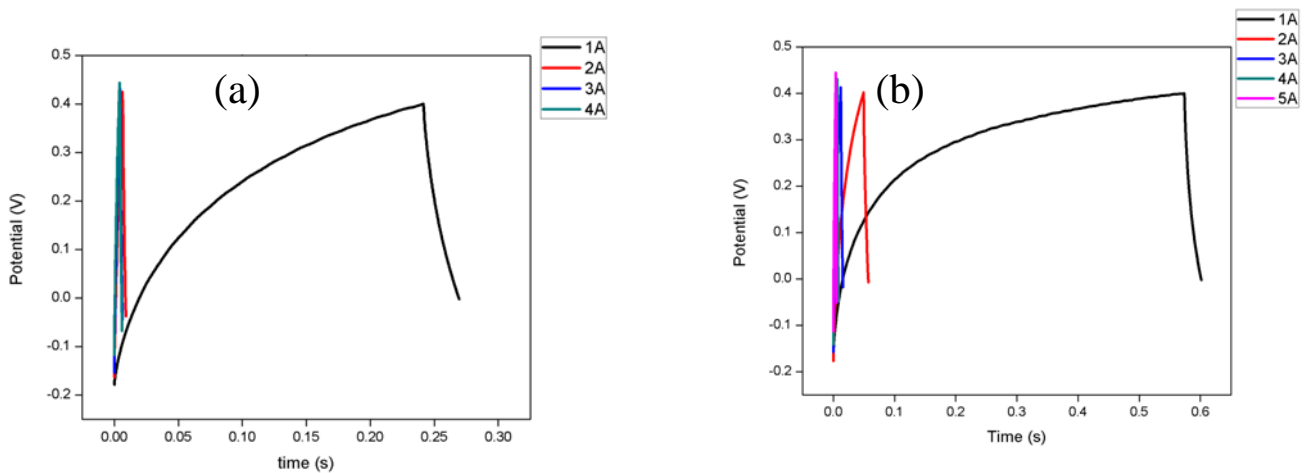 (a)
1A
2A
3A
4A
Potential (V)
0.5
0.4
0.3
0.2
0.1
0.0
-0.1
-0.2
0.00 0.05 0.10 0.15 0.20 0.25 0.30
time (s)
(b)
1A
2A
3A
4A
5A
Potential (V)
0.5
0.4
0.3
0.2
0.1
0.0
-0.1
-0.2
0.0 0.1 0.2 0.3 0.4 0.5 0.6
Time (s)